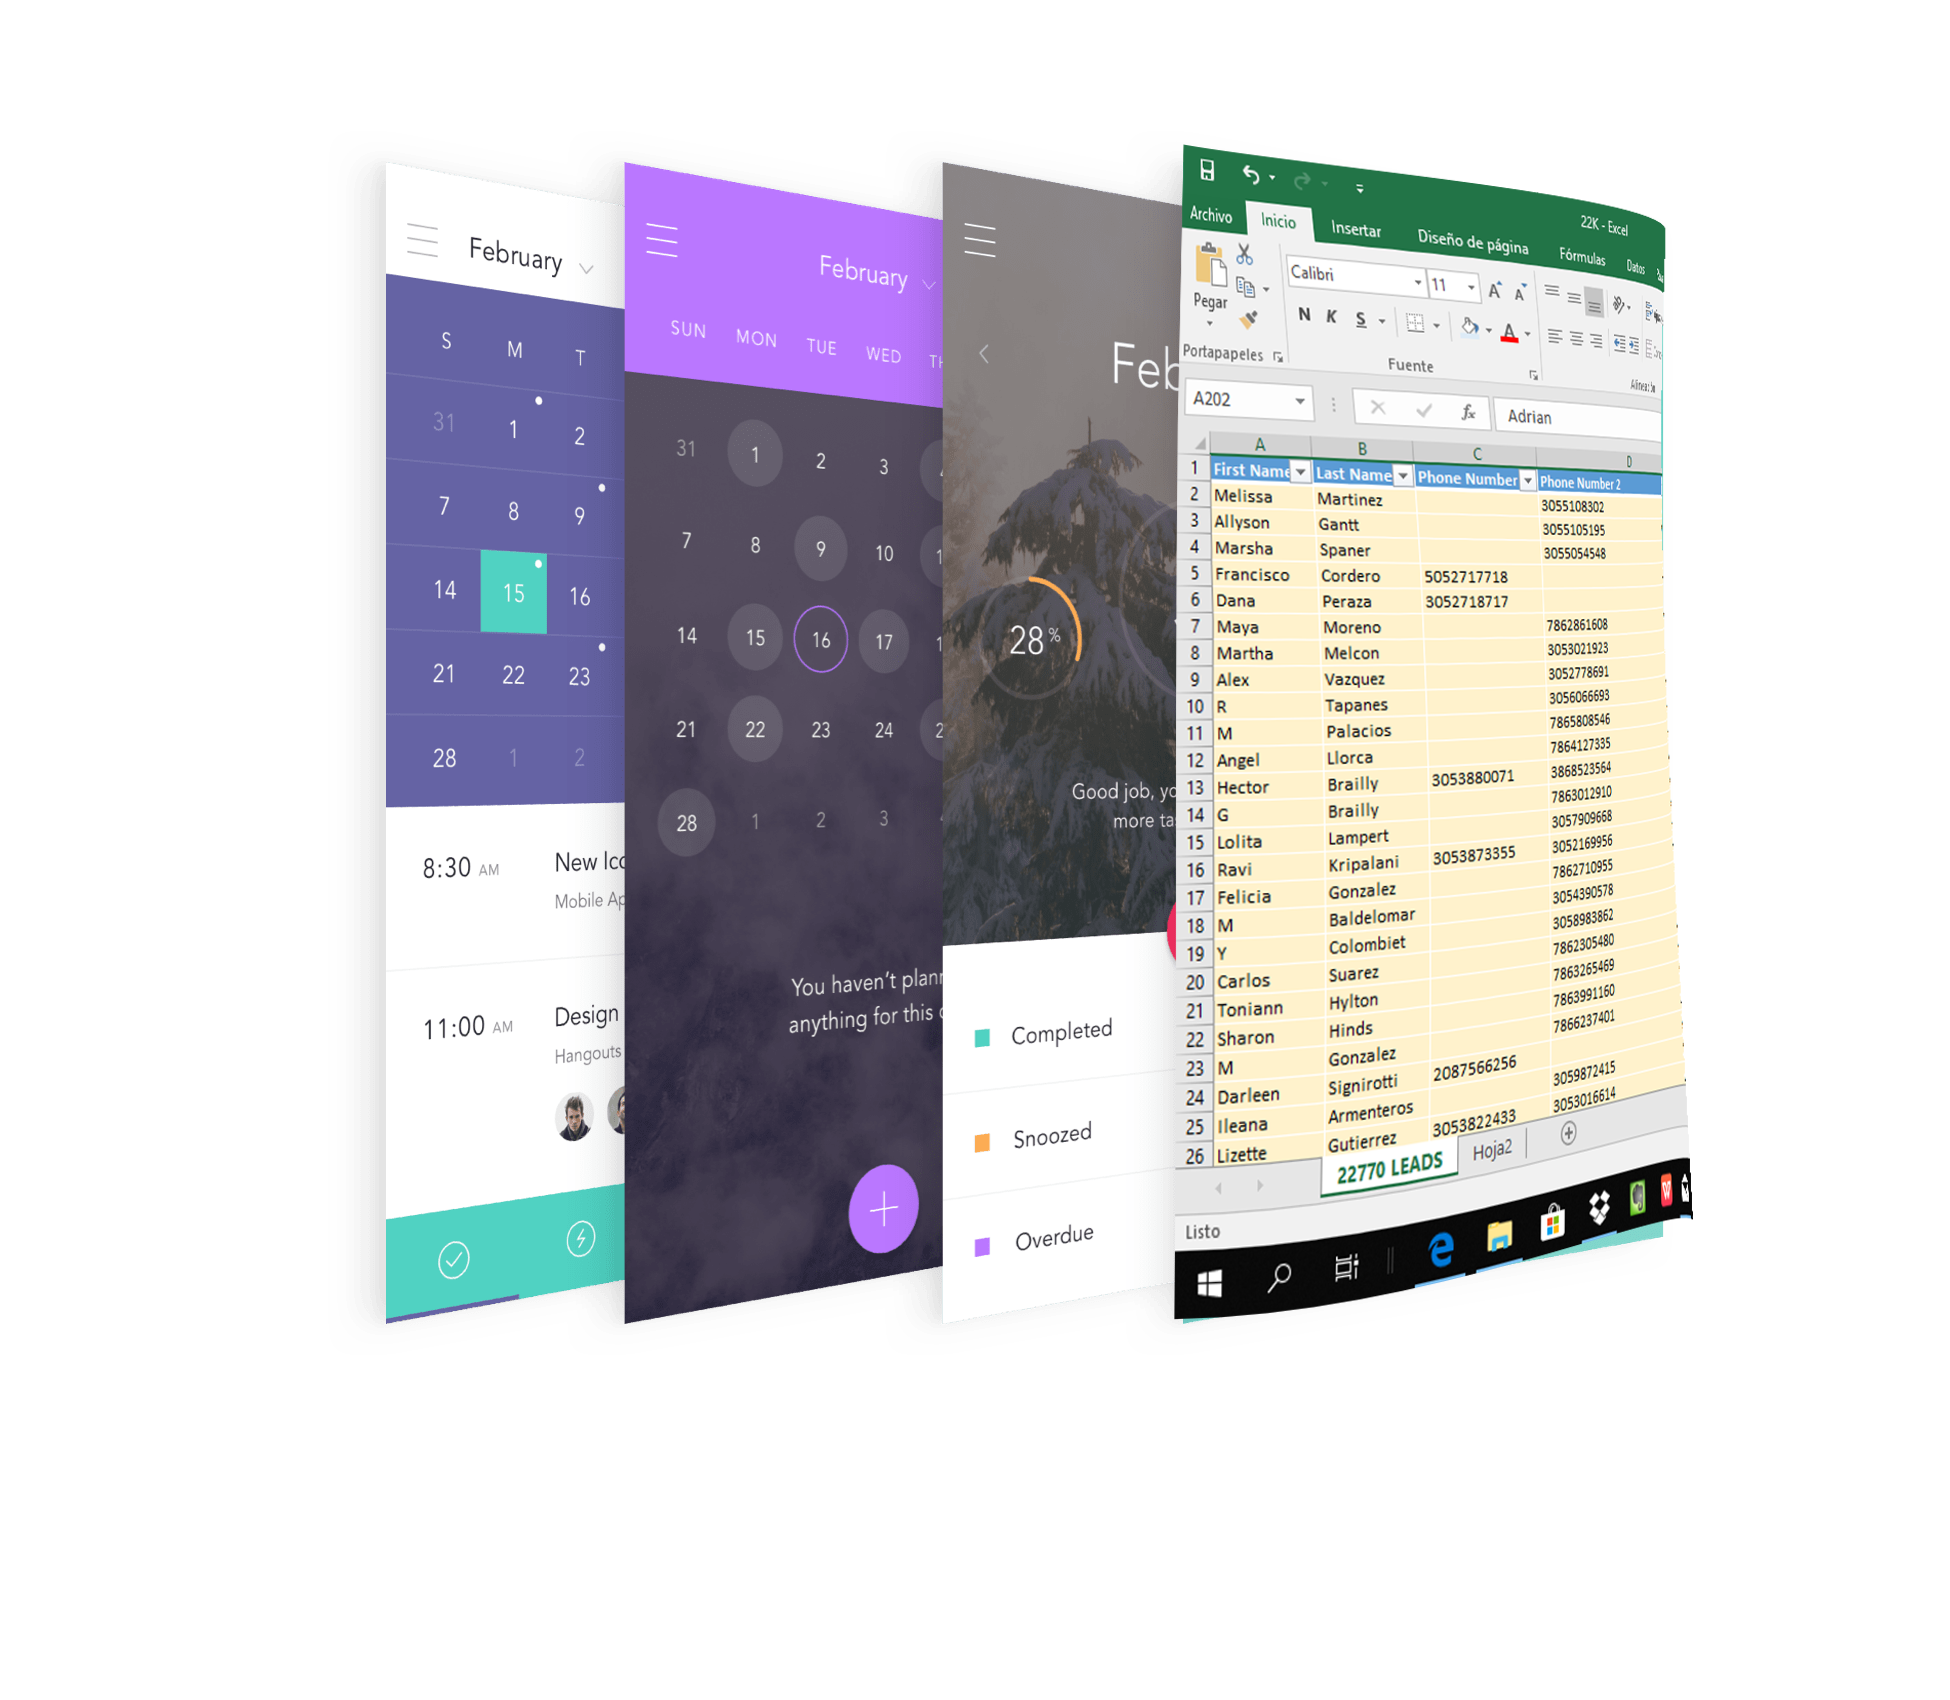 February
S M T
31 1 2
7 8 9
14 15 16
21 22 23
28 1 2
8:30 AM New Ico
Mobile Ap
11:00 AM Design
Hangouts
February
SUN MON TUE WED TH
31 1 2 3
7 8 9 10
14 15 16 17
21 22 23 24
28 1 2 3
You haven't plann
anything for this
Feb
28%
Good job, yo
more ta
Completed
Snoozed
Overdue
22K - Excel
Archivo Inicio Insertar Diseño de página Fórmulas Datos
Calibri 11
Pegar
N K S
Portapapeles Fuente
A202 fx Adrian
A B C D
1 First Name Last Name Phone Number Phone Number 2
2 Melissa Martinez 3055108302
3 Allyson Gantt 3055105195
4 Marsha Spaner 3055054548
5 Francisco Cordero 5052717718
6 Dana Peraza 3052718717
7 Maya Moreno 7862861608
8 Martha Melcon 3053021923
9 Alex Vazquez 3052778691
10 R Tapanes 3056066693
11 M Palacios 7865808546
12 Angel Llorca 7864127335
13 Hector Brailly 3053880071 3868523564
14 G Brailly 7863012910
15 Lolita Lampert 3057909668
16 Ravi Kripalani 3053873355 3052169956
17 Felicia Gonzalez 7862710955
18 M Baldelomar 3054390578
19 Y Colombiet 3058983862
20 Carlos Suarez 7862305480
21 Toniann Hylton 7863265469
22 Sharon Hinds 7863991160
23 M Gonzalez 7866237401
24 Darleen Signirotti 2087566256
25 Ileana Armenteros 3059872415
26 Lizette Gutierrez 3053822433 3053016614
22770 LEADS Hoja2
Listo